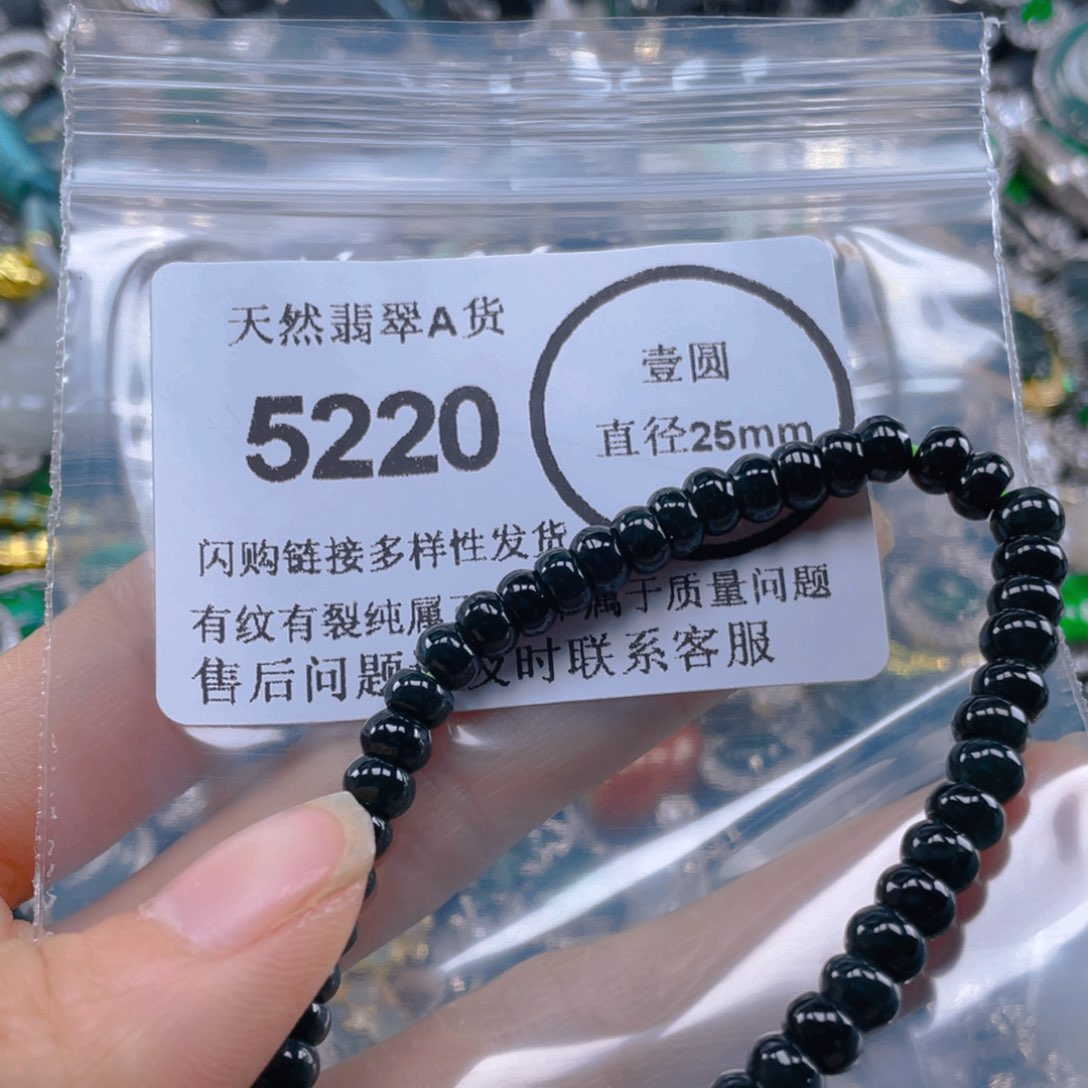 天然翡翠A货
5220
壹圆
直径25mm
闪购链接多样性发货
有纹有裂纯属 属于质量问题
售后问题 及时联系客服